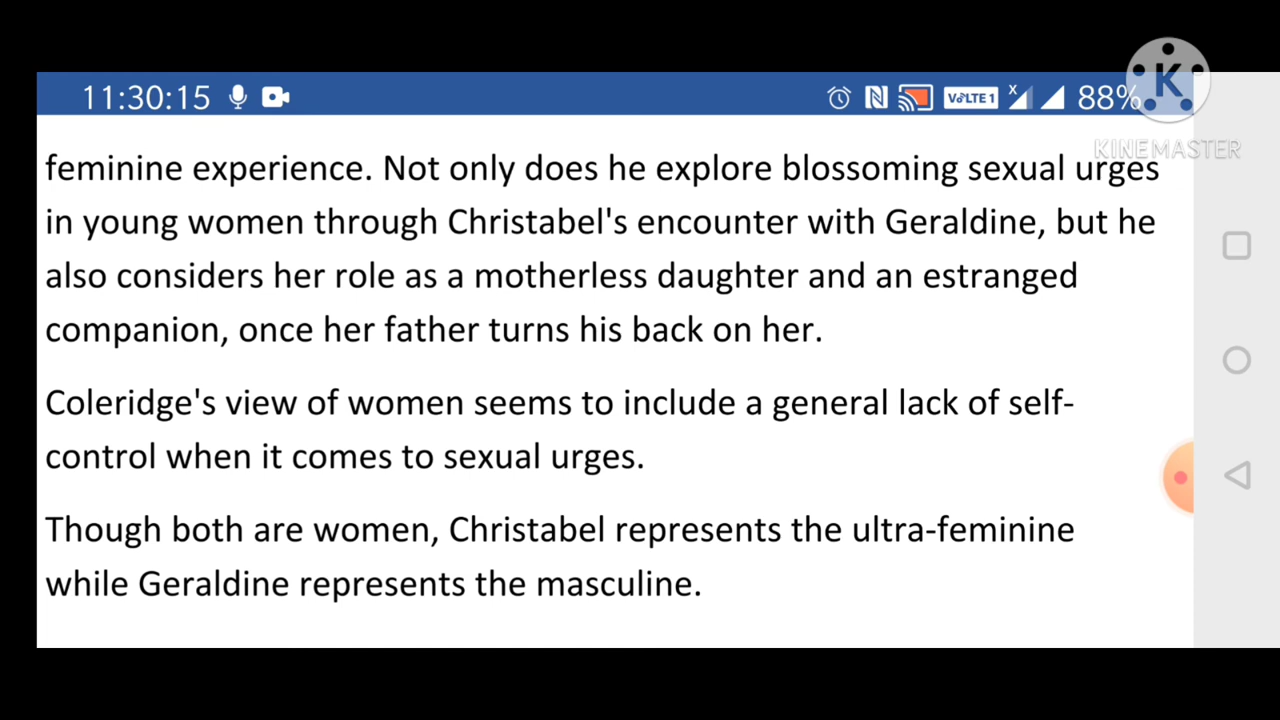 11:30:15 VoLTE 1 X 88%
K
KINEMASTER
feminine experience. Not only does he explore blossoming sexual urges
in young women through Christabel's encounter with Geraldine, but he
also considers her role as a motherless daughter and an estranged
companion, once her father turns his back on her.
Coleridge's view of women seems to include a general lack of self-
control when it comes to sexual urges.
Though both are women, Christabel represents the ultra-feminine
while Geraldine represents the masculine.